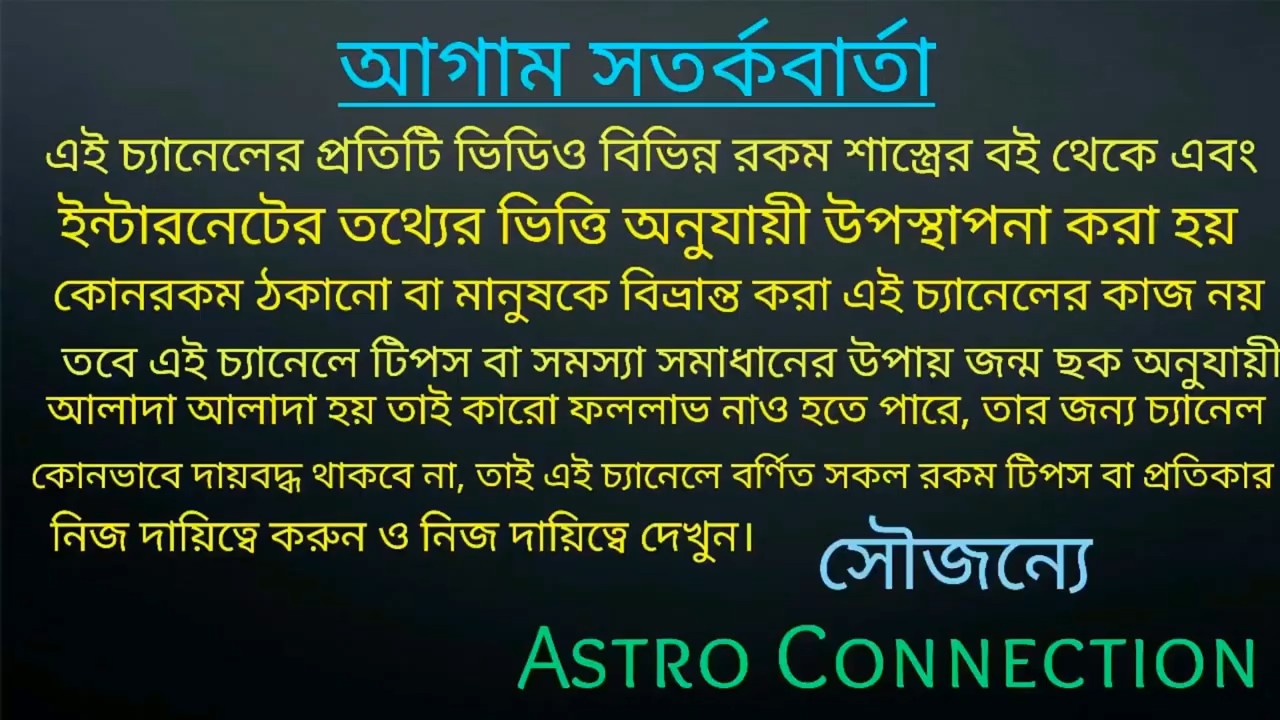 আগাম সতর্কবার্তা
এই চ্যানেলের প্রতিটি ভিডিও বিভিন্ন রকম শাস্ত্রের বই থেকে এবং
ইন্টারনেটের তথ্যের ভিত্তি অনুযায়ী উপস্থাপনা করা হয়
কোনরকম ঠকানো বা মানুষকে বিভ্রান্ত করা এই চ্যানেলের কাজ নয়
তবে এই চ্যানেলে টিপস বা সমস্যা সমাধানের উপায় জন্ম ছক অনুযায়ী
আলাদা আলাদা হয় তাই কারো ফললাভ নাও হতে পারে, তার জন্য চ্যানেল
কোনভাবে দায়বদ্ধ থাকবে না, তাই এই চ্যানেলে বর্ণিত সকল রকম টিপস বা প্রতিকার
নিজ দায়িত্বে করুন ও নিজ দায়িত্বে দেখুন।
সৌজন্যে
ASTRO CONNECTION